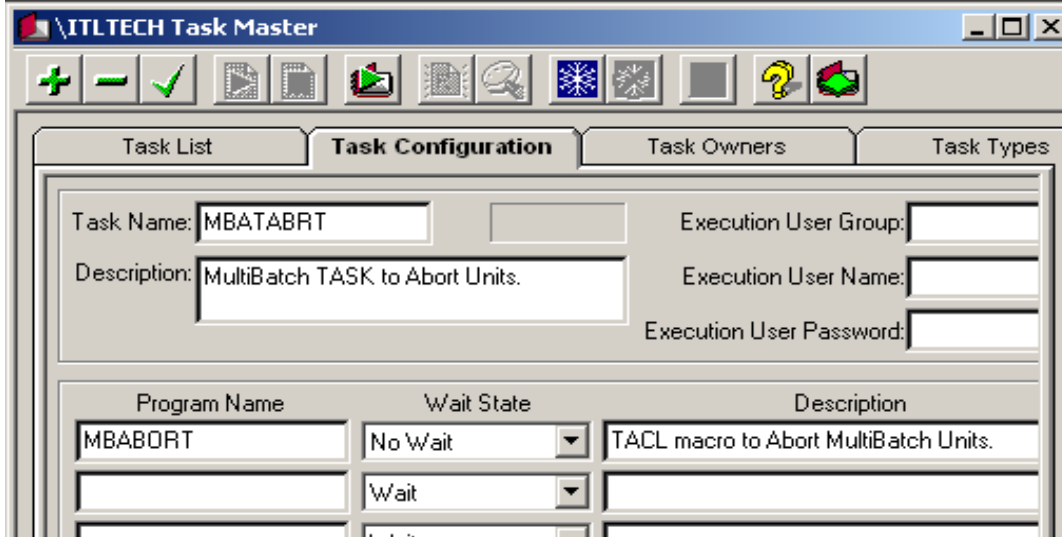 \ITLTECH Task Master
Task List Task Configuration Task Owners Task Types
Task Name: MBATABRT Execution User Group:
Description: MultiBatch TASK to Abort Units. Execution User Name:
Execution User Password:
Program Name Wait State Description
MBABORT No Wait TACL macro to Abort MultiBatch Units.
Wait